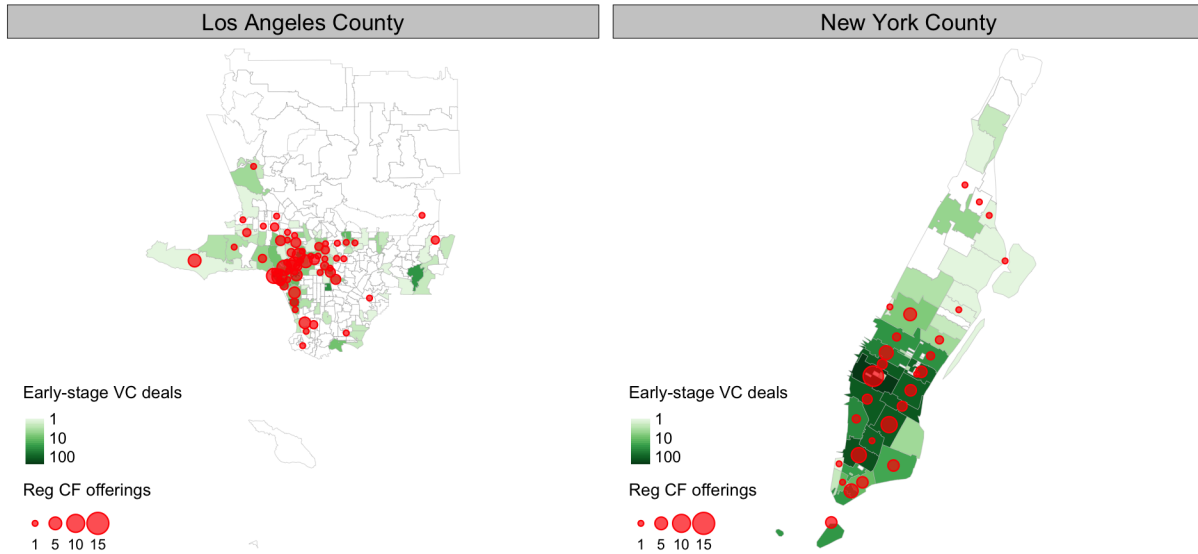 Los Angeles County
New York County
Early-stage VC deals
1
10
100
Reg CF offerings
1 5 10 15
Early-stage VC deals
1
10
100
Reg CF offerings
1 5 10 15